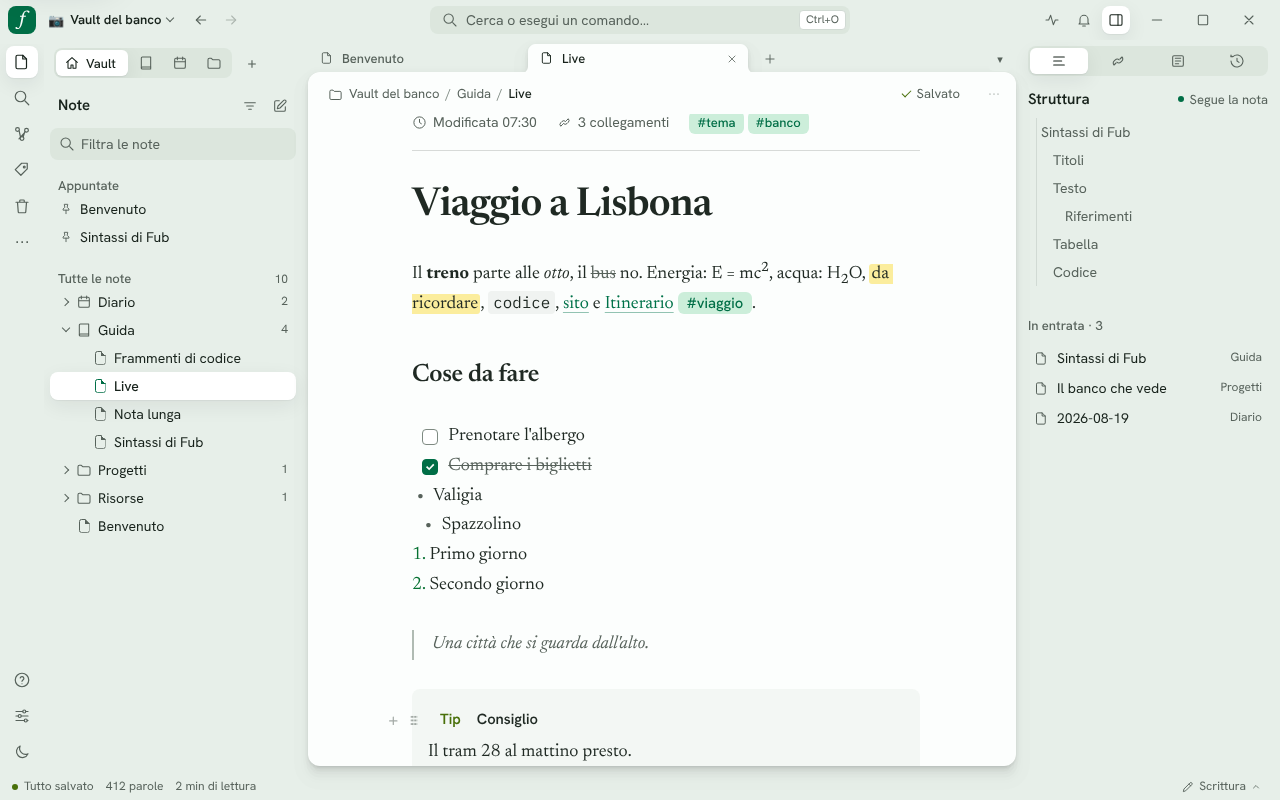 f Vault del banco
Cerca o esegui un comando… Ctrl+O
Vault
Note
Filtra le note
Appuntate
Benvenuto
Sintassi di Fub
Tutte le note 10
Diario 2
Guida 4
Frammenti di codice
Live
Nota lunga
Sintassi di Fub
Progetti 1
Risorse 1
Benvenuto
Benvenuto
Live
Vault del banco / Guida / Live
Salvato
Modificata 07:30 3 collegamenti #tema #banco
Viaggio a Lisbona
Il treno parte alle otto, il bus no. Energia: E = mc², acqua: H₂O, da
ricordare, codice, sito e Itinerario #viaggio.
Cose da fare
Prenotare l'albergo
Comprare i biglietti
• Valigia
• Spazzolino
1. Primo giorno
2. Secondo giorno
Una città che si guarda dall'alto.
Tip Consiglio
Il tram 28 al mattino presto.
Struttura Segue la nota
Sintassi di Fub
Titoli
Testo
Riferimenti
Tabella
Codice
In entrata · 3
Sintassi di Fub Guida
Il banco che vede Progetti
2026-08-19 Diario
Tutto salvato 412 parole 2 min di lettura
Scrittura